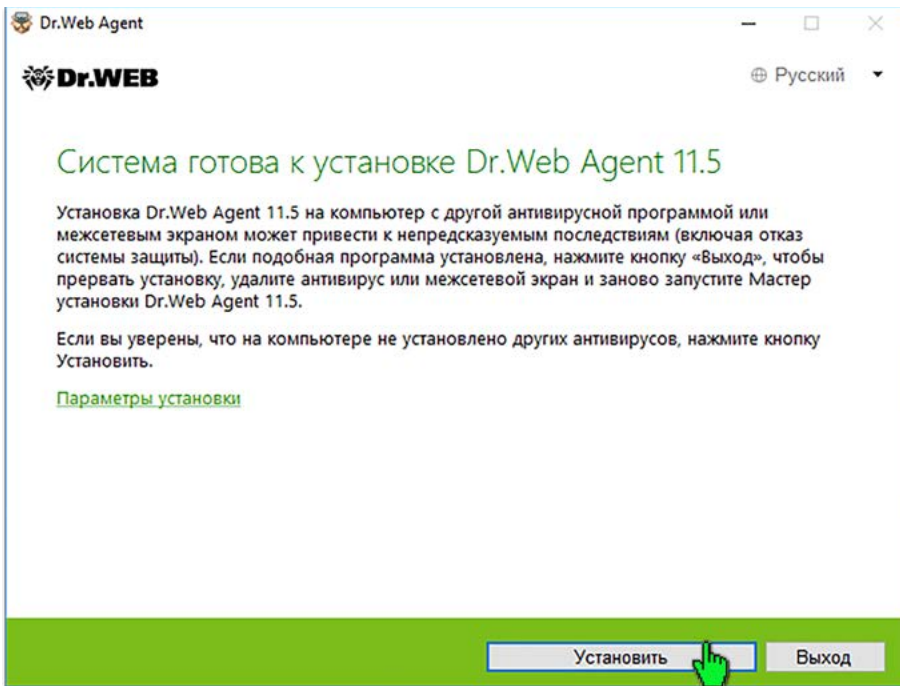 Dr.Web Agent
Dr.WEB
Русский
Система готова к установке Dr.Web Agent 11.5
Установка Dr.Web Agent 11.5 на компьютер с другой антивирусной программой или
межсетевым экраном может привести к непредсказуемым последствиям (включая отказ
системы защиты). Если подобная программа установлена, нажмите кнопку «Выход», чтобы
прервать установку, удалите антивирус или межсетевой экран и заново запустите Мастер
установки Dr.Web Agent 11.5.
Если вы уверены, что на компьютере не установлено других антивирусов, нажмите кнопку
Установить.
Параметры установки
Установить
Выход